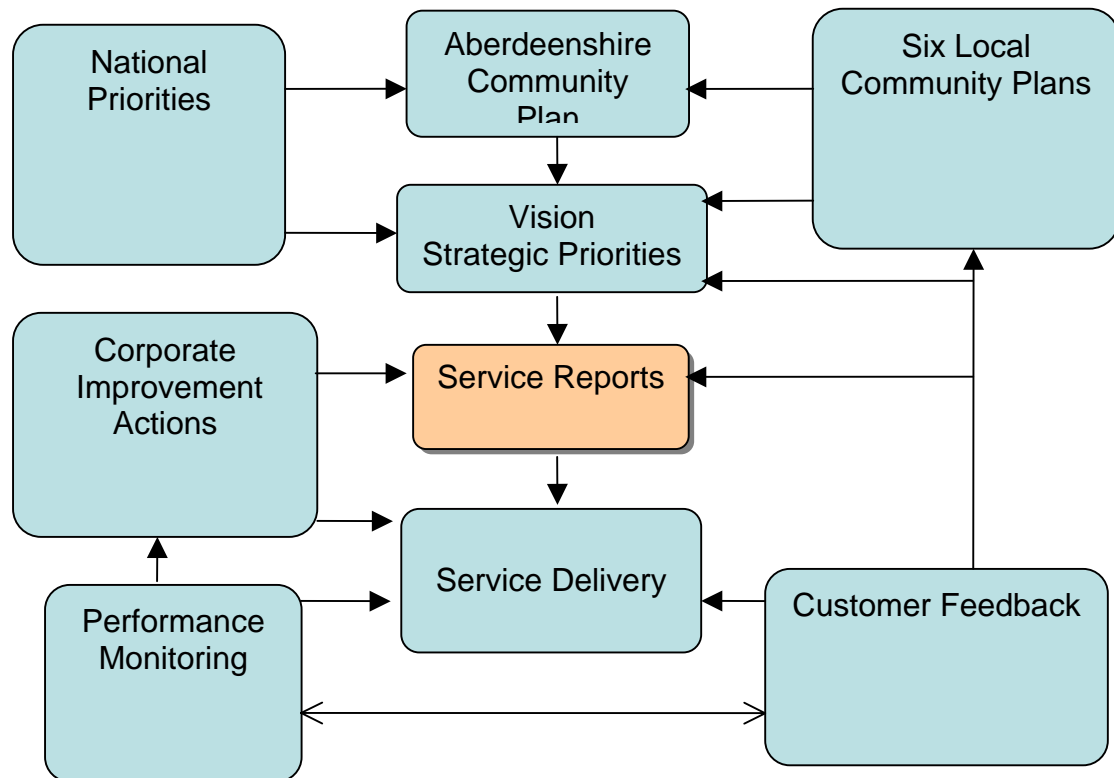 National
Priorities
Aberdeenshire
Community
Plan
Six Local
Community Plans
Vision
Strategic Priorities
Corporate
Improvement
Actions
Service Reports
Service Delivery
Performance
Monitoring
Customer Feedback